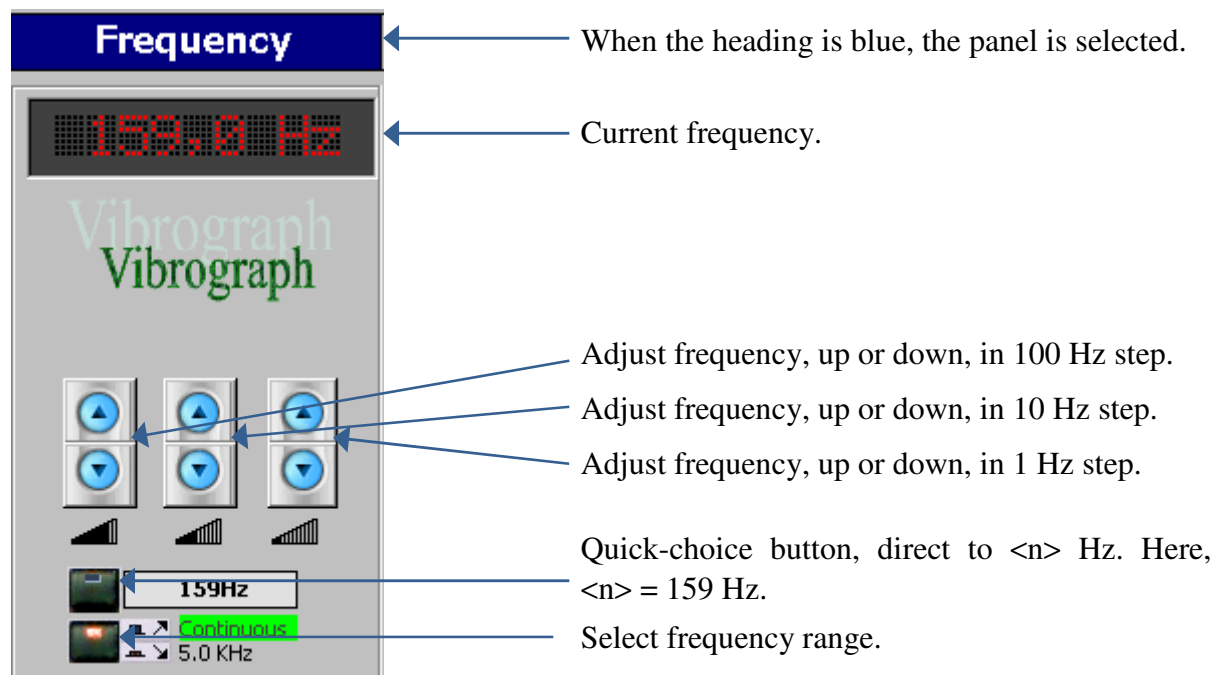 Frequency
When the heading is blue, the panel is selected.
159,0 Hz
Current frequency.
Vibrograph
Vibrograph
Adjust frequency, up or down, in 100 Hz step.
Adjust frequency, up or down, in 10 Hz step.
Adjust frequency, up or down, in 1 Hz step.
Quick-choice button, direct to <n> Hz. Here,
<n> = 159 Hz.
159Hz
Select frequency range.
Continuous
5.0 KHz